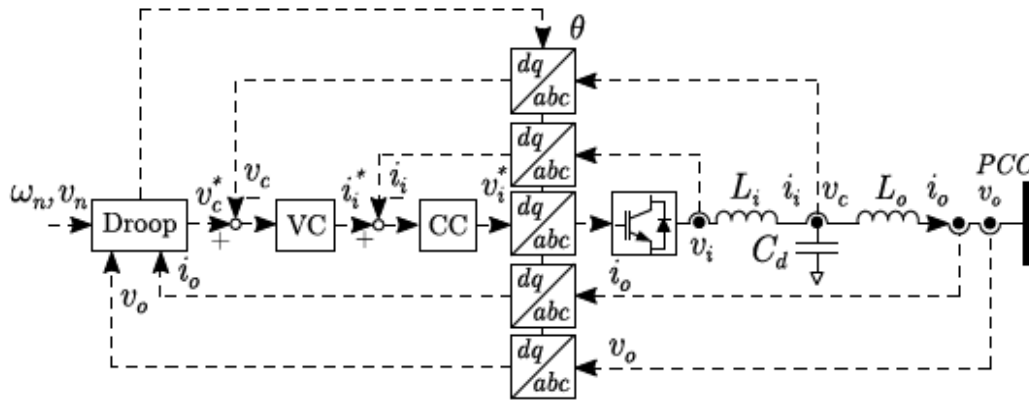 θ
dq
abc
v_c
dq
abc
ω_n, v_n
Droop
v_c^*
+
-
VC
i_i^*
+
-
i_i
CC
v_i^*
dq
abc
v_i
L_i
i_i
v_c
C_d
L_o
i_o
v_o
PCC
i_o
v_o
dq
abc
i_o
dq
abc
v_o